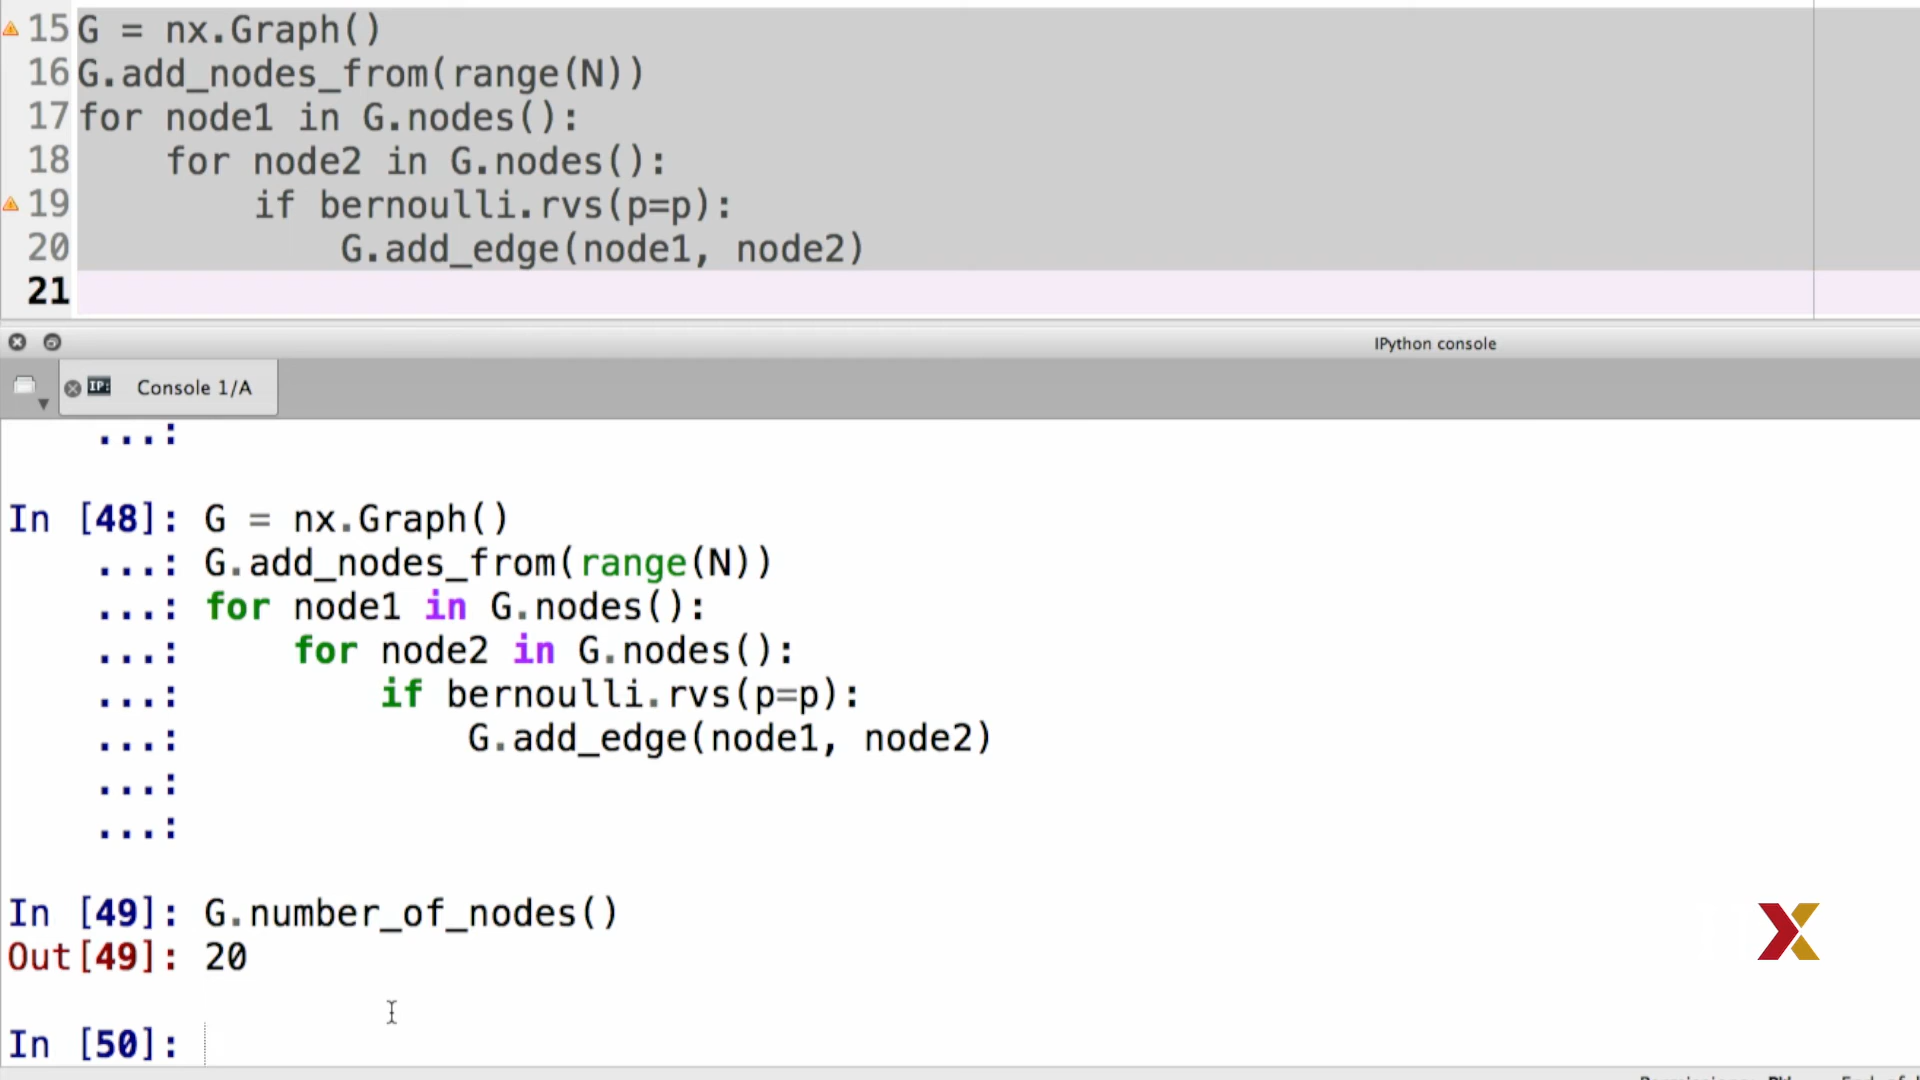 15 G = nx.Graph()
16 G.add_nodes_from(range(N))
17 for node1 in G.nodes():
18 for node2 in G.nodes():
19 if bernoulli.rvs(p=p):
20 G.add_edge(node1, node2)
21
IPython console
IP: Console 1/A
...:
In [48]: G = nx.Graph()
...: G.add_nodes_from(range(N))
...: for node1 in G.nodes():
...: for node2 in G.nodes():
...: if bernoulli.rvs(p=p):
...: G.add_edge(node1, node2)
...:
...:
In [49]: G.number_of_nodes()
Out[49]: 20
X
In [50]: